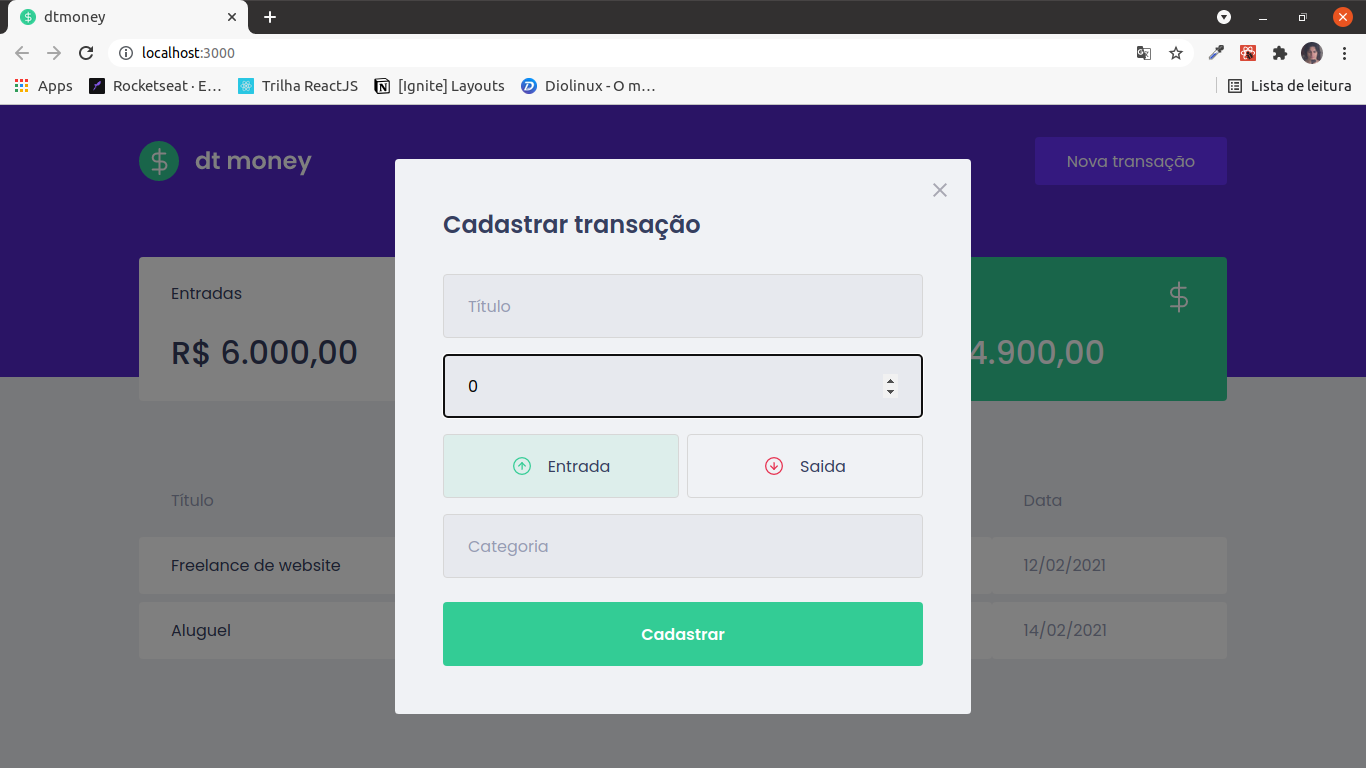 dtmoney
localhost:3000
Apps
Rocketseat · E…
Trilha ReactJS
[Ignite] Layouts
Diolinux - O m…
Lista de leitura
dt money
Nova transação
Cadastrar transação
Entradas
R$ 6.000,00
4.900,00
Título
0
Entrada
Saida
Categoria
Cadastrar
Título
Data
Freelance de website
12/02/2021
Aluguel
14/02/2021